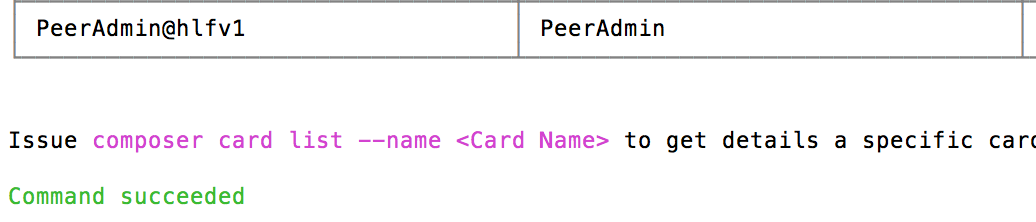 PeerAdmin@hlfv1 PeerAdmin
Issue composer card list --name <Card Name> to get details a specific card
Command succeeded